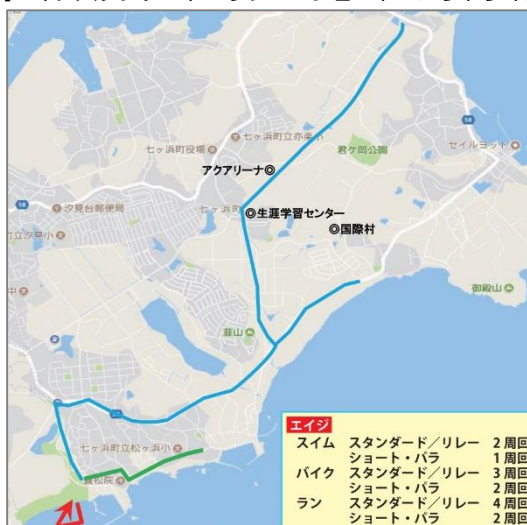 七ヶ浜町立亦楽小
七ヶ浜町役場
君ケ岡公園
セイルヨット
アクアリーナ◎
汐見台郵便局
七ヶ浜町
◎生涯学習センター
町立汐見小
◎国際村
58
御殿山
中
韮山
七ヶ浜町立松ヶ浜小
エイジ
スイム スタンダード／リレー 2周回
ショート・パラ 1周回
バイク スタンダード／リレー 3周回
ショート・パラ 2周回
ラン スタンダード／リレー 4周回
ショート・パラ 2周回